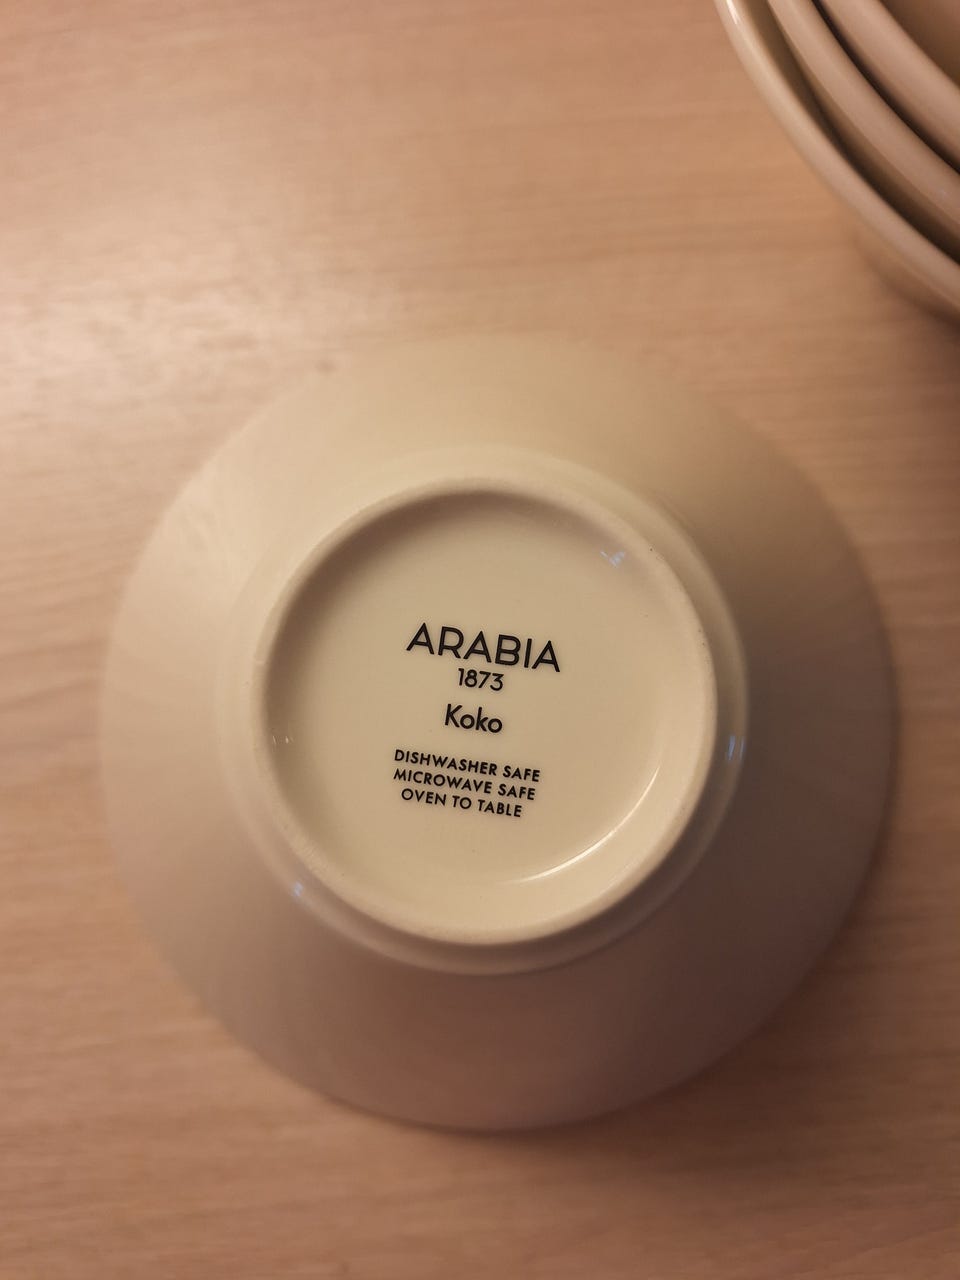 ARABIA
1873
Koko
DISHWASHER SAFE
MICROWAVE SAFE
OVEN TO TABLE